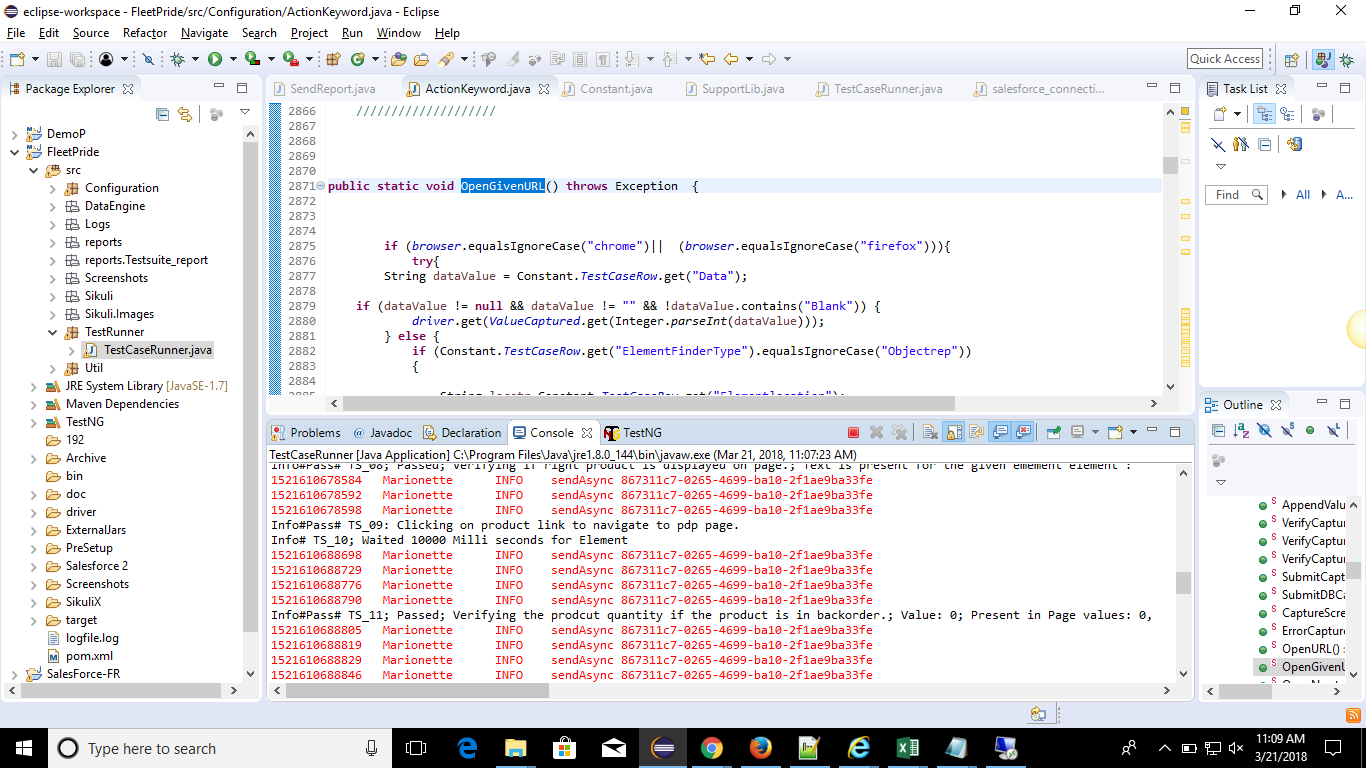 eclipse-workspace - FleetPride/src/Configuration/ActionKeyword.java - Eclipse
File Edit Source Refactor Navigate Search Project Run Window Help
Quick Access
Package Explorer
DemoP
FleetPride
src
Configuration
DataEngine
Logs
reports
reports.Testsuite_report
Screenshots
Sikuli
Sikuli.Images
TestRunner
TestCaseRunner.java
Util
JRE System Library [JavaSE-1.7]
Maven Dependencies
TestNG
192
Archive
bin
doc
driver
ExternalJars
PreSetup
Salesforce 2
Screenshots
SikuliX
target
logfile.log
pom.xml
SalesForce-FR
SendReport.java ActionKeyword.java Constant.java SupportLib.java TestCaseRunner.java salesforce_connecti...
2866 ////////////////////
2867
2868
2869
2870
2871 public static void OpenGivenURL() throws Exception {
2872
2873
2874
2875 if (browser.equalsIgnoreCase("chrome")|| (browser.equalsIgnoreCase("firefox"))){
2876 try{
2877 String dataValue = Constant.TestCaseRow.get("Data");
2878
2879 if (dataValue != null && dataValue != "" && !dataValue.contains("Blank")) {
2880 driver.get(ValueCaptured.get(Integer.parseInt(dataValue)));
2881 } else {
2882 if (Constant.TestCaseRow.get("ElementFinderType").equalsIgnoreCase("Objectrep"))
2883 {
2884
Problems @ Javadoc Declaration Console TestNG
TestCaseRunner [Java Application] C:\Program Files\Java\jre1.8.0_144\bin\javaw.exe (Mar 21, 2018, 11:07:23 AM)
Info#Pass# TS_08; Passed; Verifying if right product is displayed on page.; Text is present for the given emement element :
1521610678584 Marionette INFO sendAsync 867311c7-0265-4699-ba10-2f1ae9ba33fe
1521610678592 Marionette INFO sendAsync 867311c7-0265-4699-ba10-2f1ae9ba33fe
1521610678598 Marionette INFO sendAsync 867311c7-0265-4699-ba10-2f1ae9ba33fe
Info#Pass# TS_09: Clicking on product link to navigate to pdp page.
Info# TS_10; Waited 10000 Milli seconds for Element
1521610688698 Marionette INFO sendAsync 867311c7-0265-4699-ba10-2f1ae9ba33fe
1521610688729 Marionette INFO sendAsync 867311c7-0265-4699-ba10-2f1ae9ba33fe
1521610688776 Marionette INFO sendAsync 867311c7-0265-4699-ba10-2f1ae9ba33fe
1521610688790 Marionette INFO sendAsync 867311c7-0265-4699-ba10-2f1ae9ba33fe
Info#Pass# TS_11; Passed; Verifying the prodcut quantity if the product is in backorder.; Value: 0; Present in Page values: 0,
1521610688805 Marionette INFO sendAsync 867311c7-0265-4699-ba10-2f1ae9ba33fe
1521610688819 Marionette INFO sendAsync 867311c7-0265-4699-ba10-2f1ae9ba33fe
1521610688829 Marionette INFO sendAsync 867311c7-0265-4699-ba10-2f1ae9ba33fe
1521610688846 Marionette INFO sendAsync 867311c7-0265-4699-ba10-2f1ae9ba33fe
Task List
Find All A...
Outline
AppendValu
VerifyCaptur
VerifyCaptur
VerifyCaptur
SubmitCapt
SubmitDBCa
CaptureScre
ErrorCapture
OpenURL() :
OpenGivenU
Type here to search
11:09 AM
3/21/2018